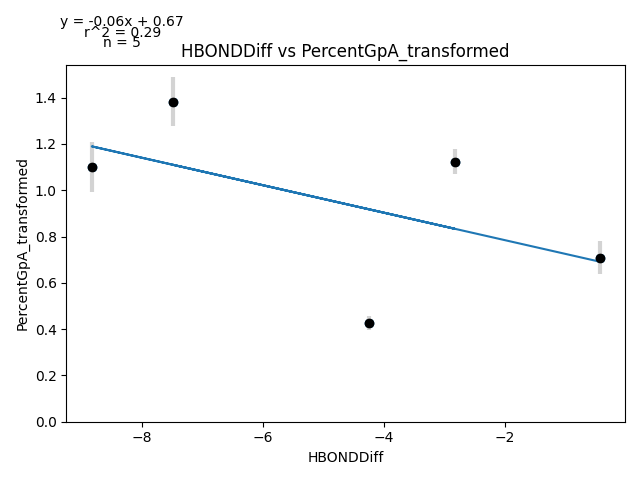 y = -0.06x + 0.67
r^2 = 0.29
n = 5
HBONDDiff vs PercentGpA_transformed
1.4
1.2
1.0
0.8
0.6
0.4
0.2
0.0
PercentGpA_transformed
−8
−6
−4
−2
HBONDDiff